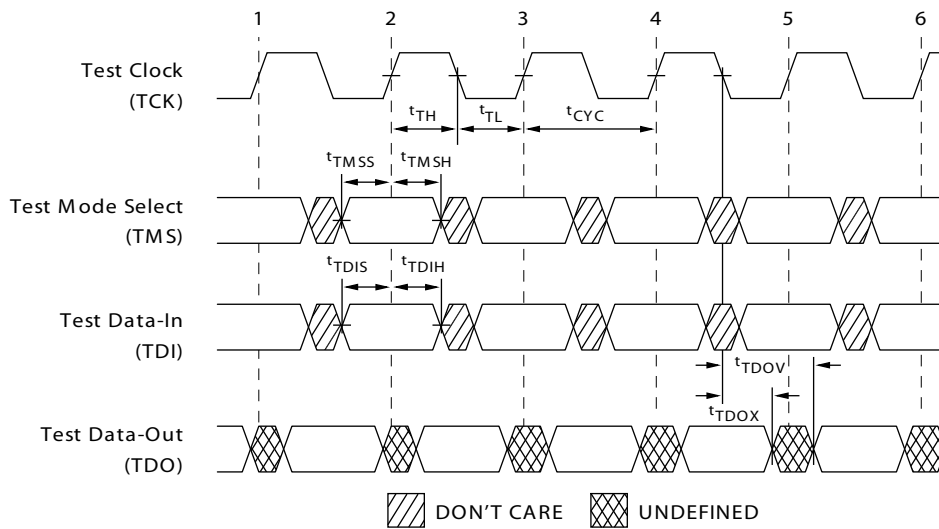 1 2 3 4 5 6
Test Clock
(TCK)
tTH tTL tCYC
tTMSS tTMSH
Test Mode Select
(TMS)
tTDIS tTDIH
Test Data-In
(TDI)
tTDOV
tTDOX
Test Data-Out
(TDO)
DON'T CARE UNDEFINED